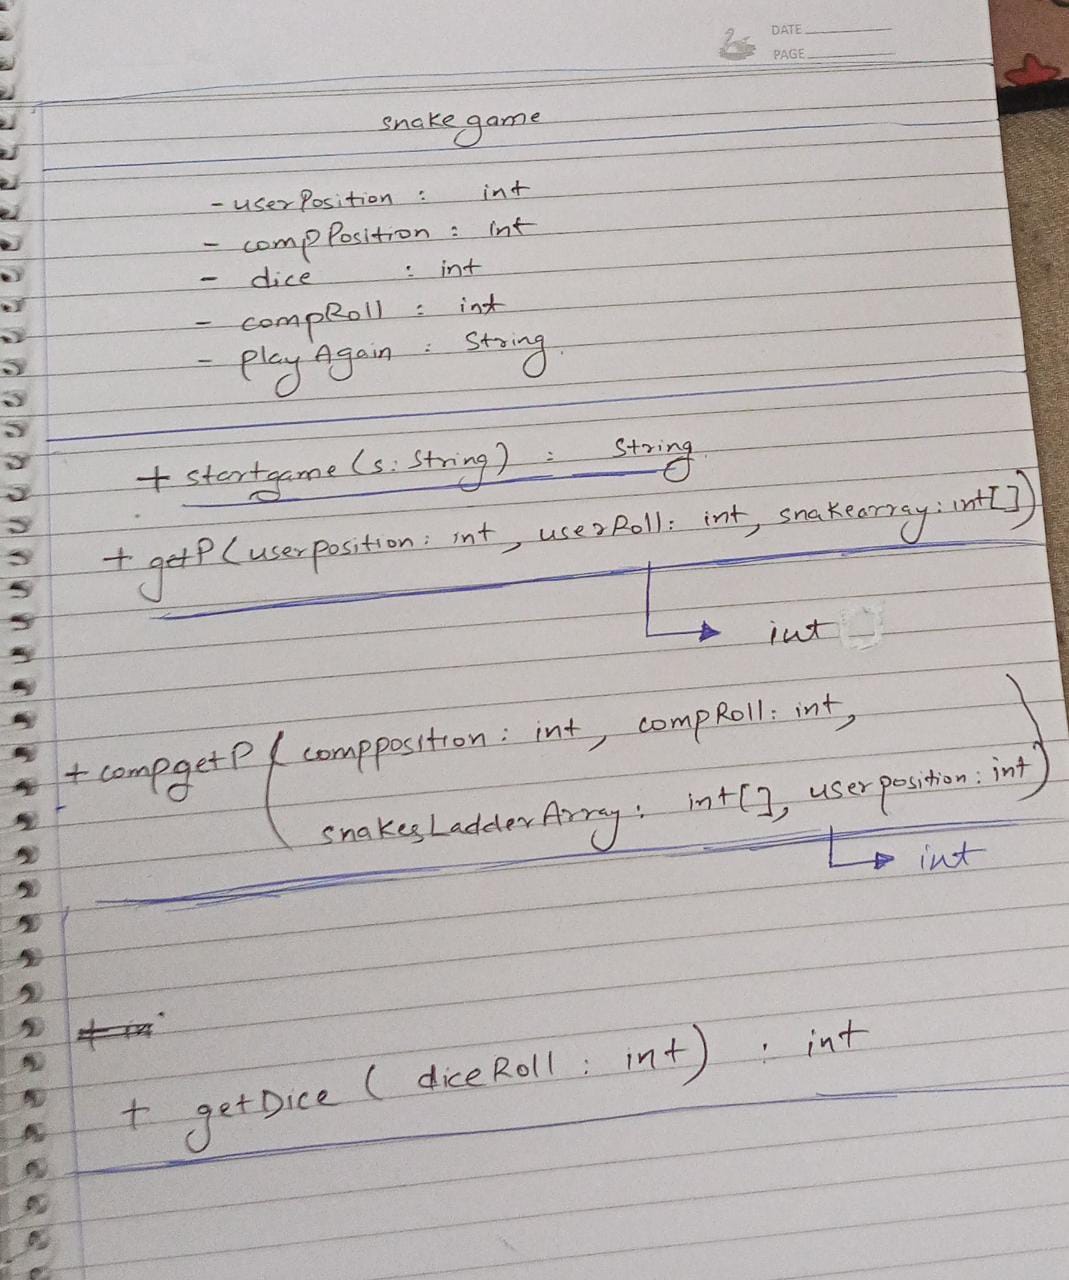 DATE
PAGE
snake game
- userPosition : int
- compPosition : int
- dice : int
- compRoll : int
- play Again : String
+ startgame (s: String) : String
+ getP (userposition: int, userRoll: int, snakearray: int[])
int
+ compgetP ( compposition : int, compRoll: int,
snakesLadderArray: int[], userposition: int)
int
+ getDice ( diceRoll : int) : int